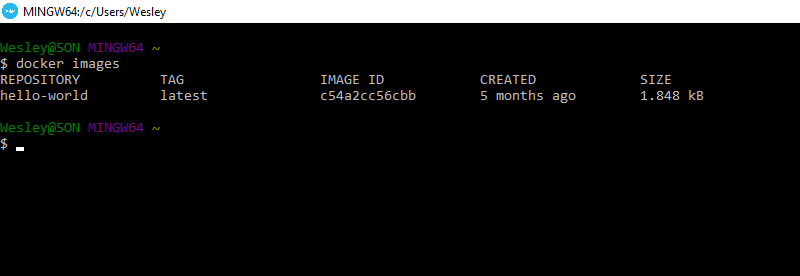 MINGW64:/c/Users/Wesley
Wesley@SON MINGW64 ~
$ docker images
REPOSITORY TAG IMAGE ID CREATED SIZE
hello-world latest c54a2cc56cbb 5 months ago 1.848 kB
Wesley@SON MINGW64 ~
$